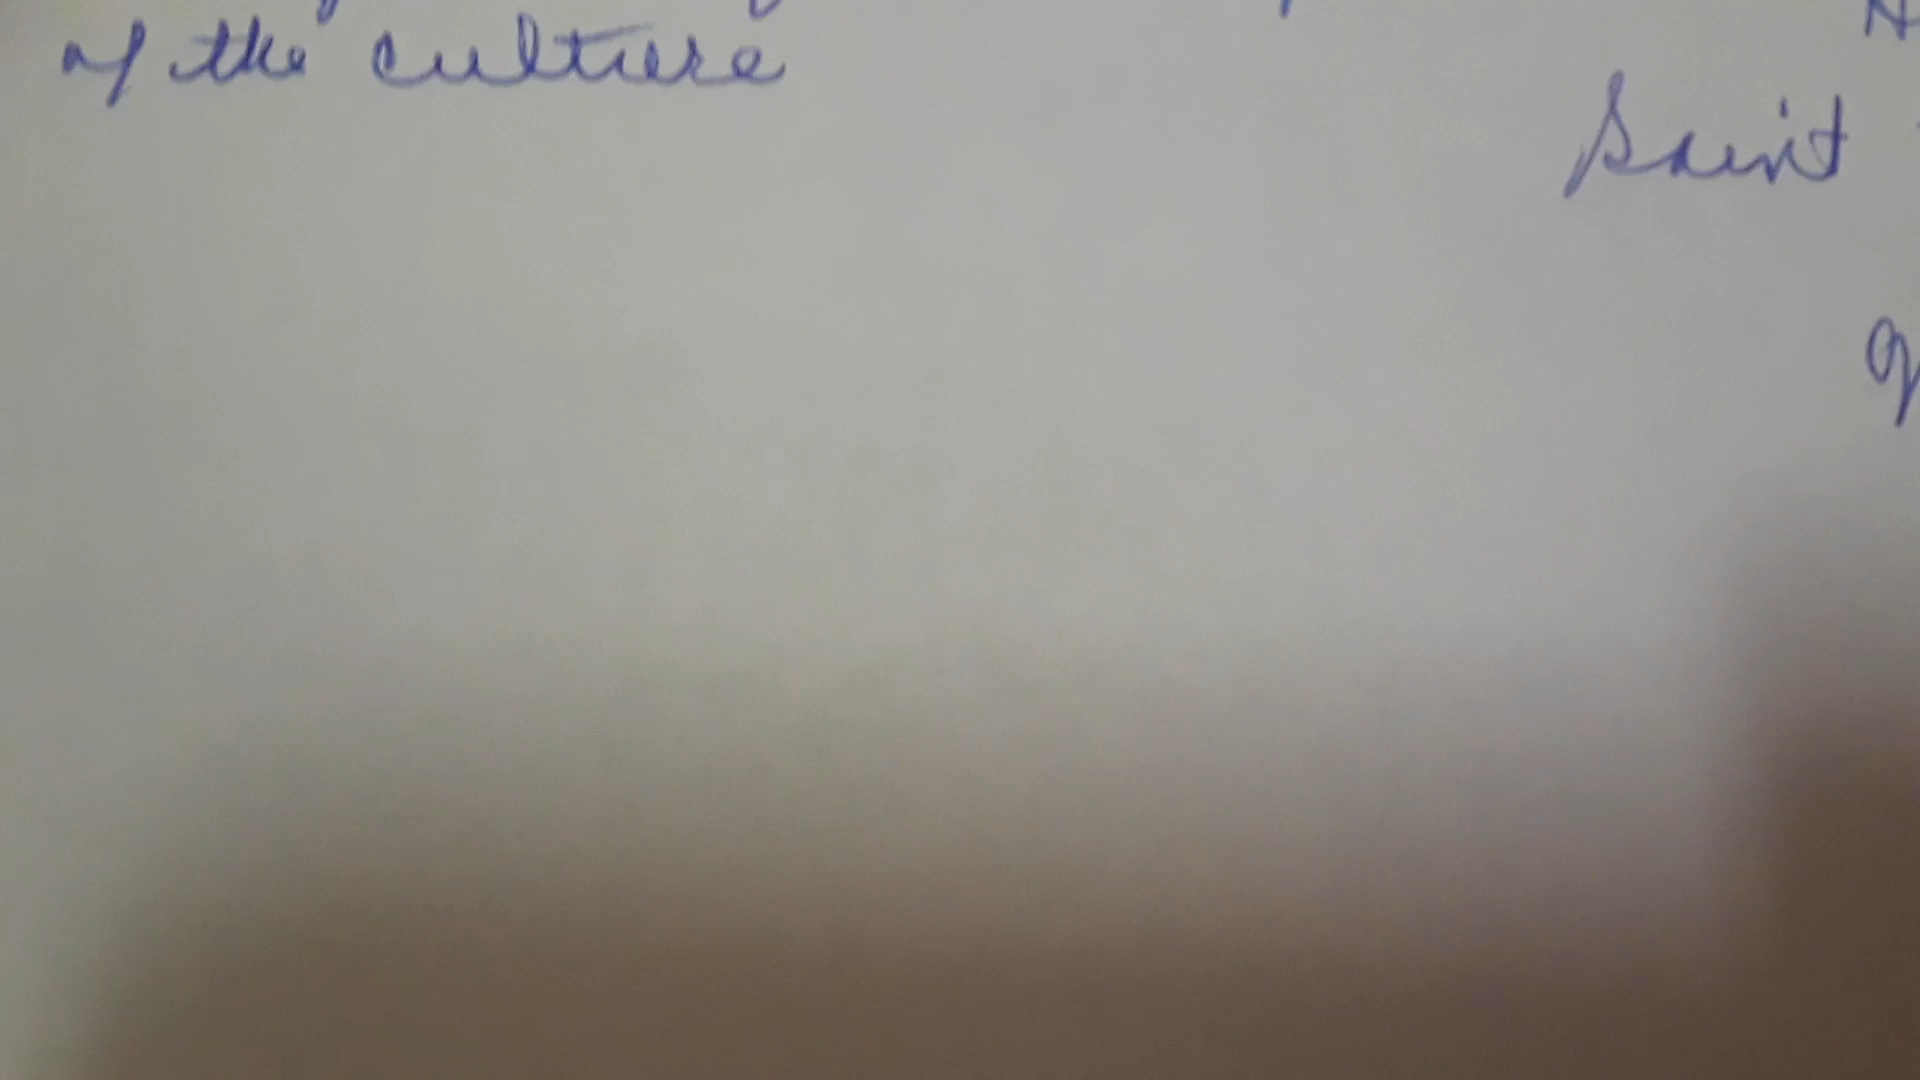 of the culture
Saint